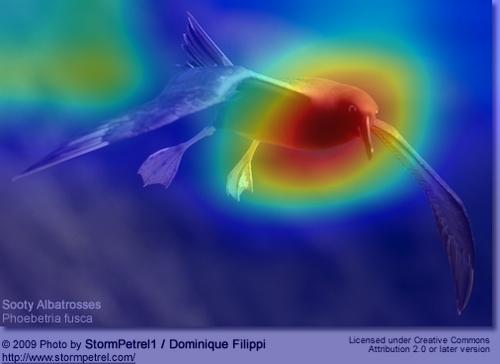 Sooty Albatrosses
Phoebetria fusca
© 2009 Photo by StormPetrel1 / Dominique Filippi
http://www.stormpetrel.com/
Licensed under Creative Commons
Attribution 2.0 or later version